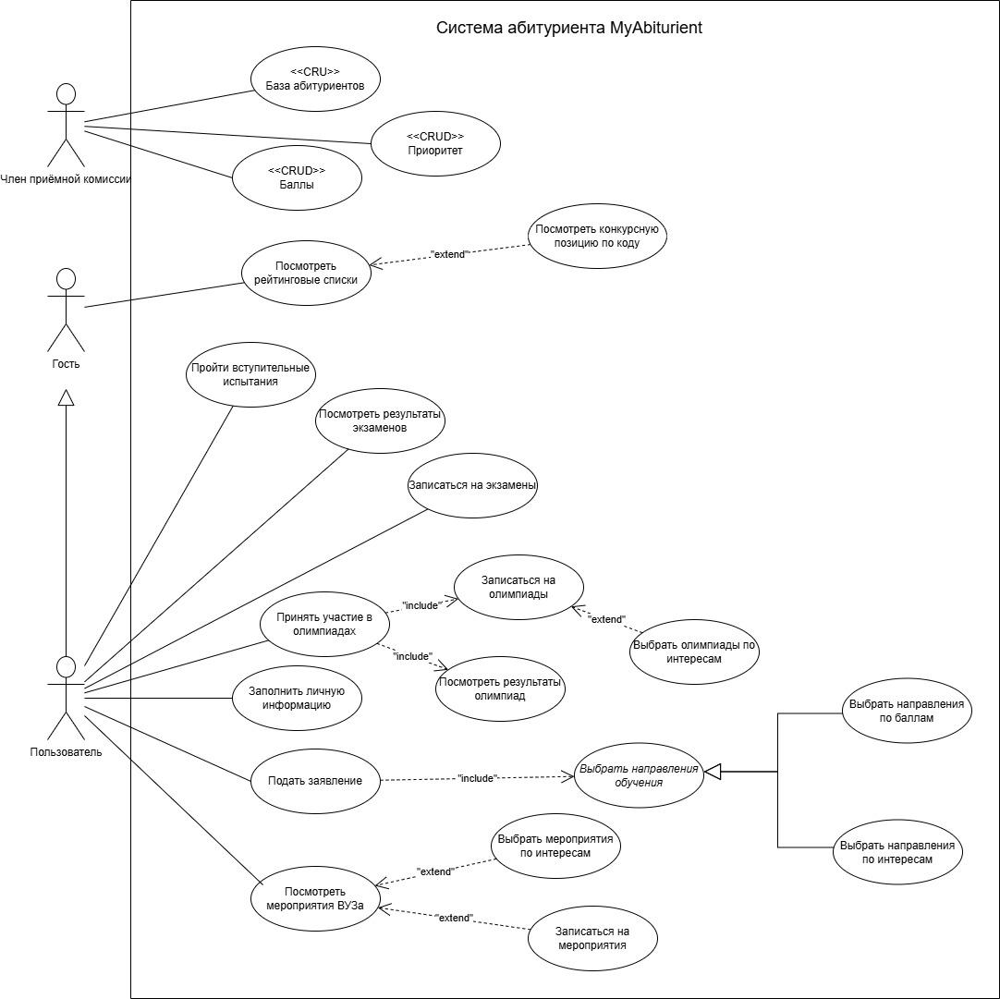 Система абитуриента MyAbiturient
<<CRU>>
База абитуриентов
<<CRUD>>
Приоритет
<<CRUD>>
Баллы
Член приёмной комиссии
Посмотреть конкурсную
позицию по коду
"extend"
Посмотреть
рейтинговые списки
Гость
Пройти вступительные
испытания
Посмотреть результаты
экзаменов
Записаться на экзамены
Записаться на
олимпиады
"include"
Принять участие в
олимпиадах
"extend"
"include"
Выбрать олимпиады по
интересам
Посмотреть результаты
олимпиад
Заполнить личную
информацию
Пользователь
Выбрать направления
по баллам
Подать заявление
"include"
Выбрать направления
обучения
Выбрать мероприятия
по интересам
Выбрать направления
по интересам
"extend"
Посмотреть
мероприятия ВУЗа
"extend"
Записаться на
мероприятия